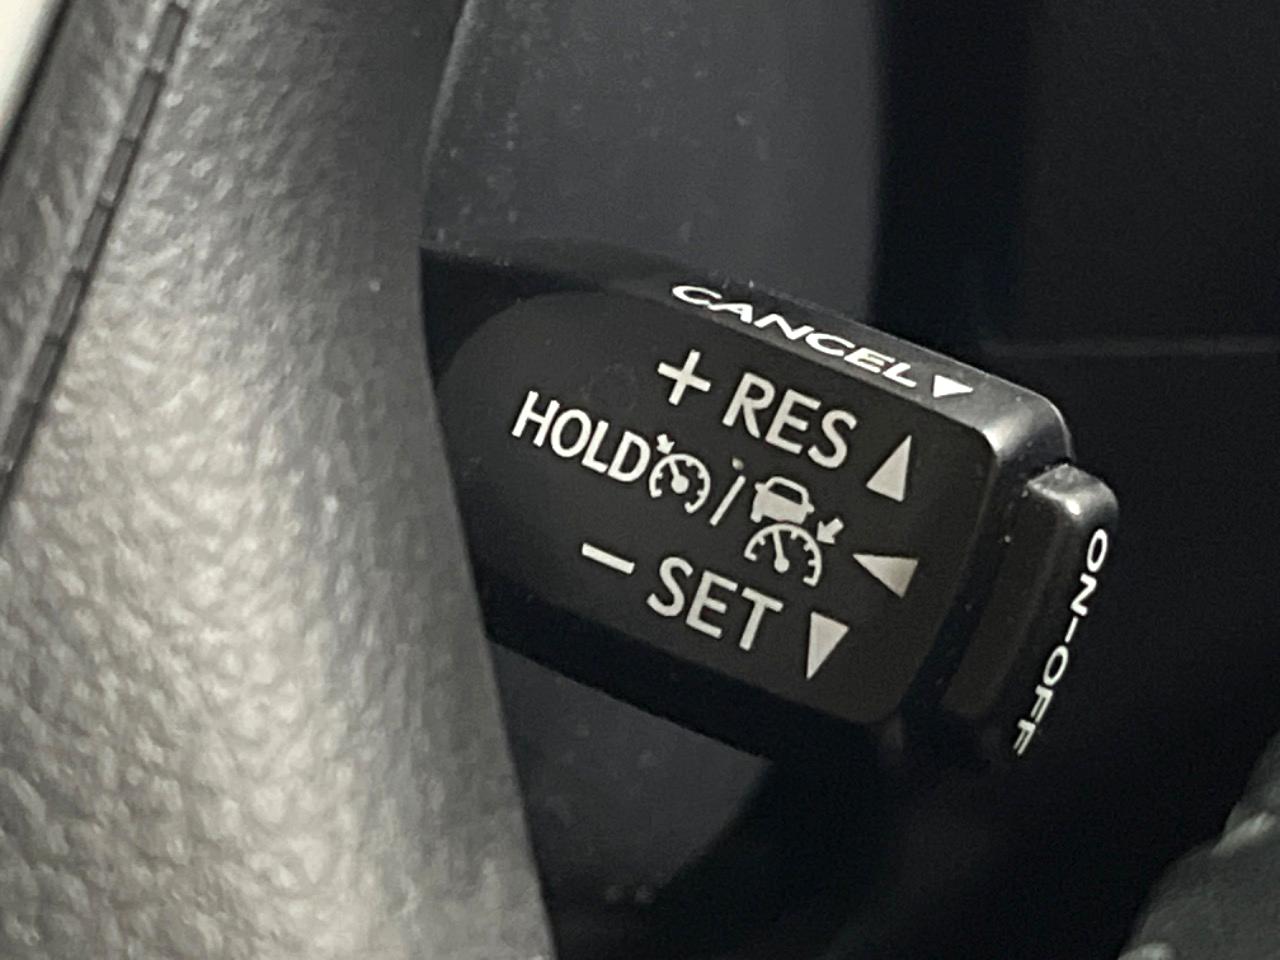 CANCEL
+ RES
HOLD /
- SET
ON-OFF